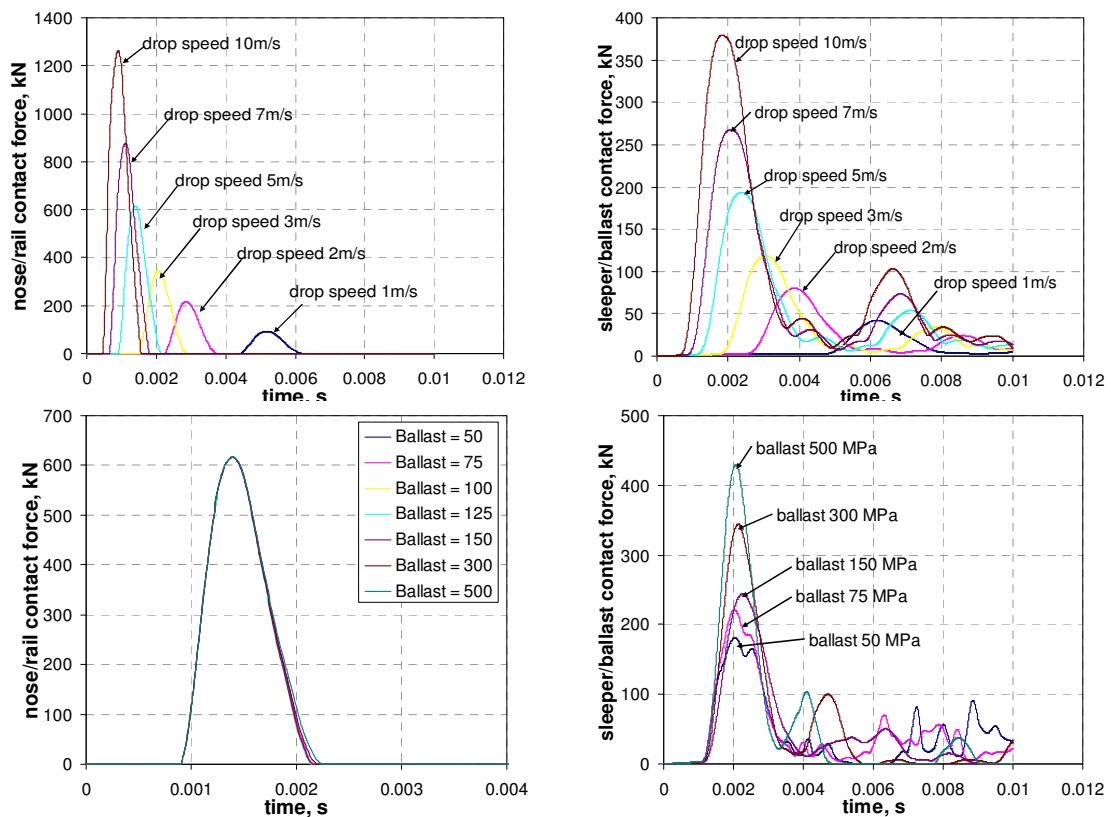 1400
1200
1000
800
600
400
200
0
nose/rail contact force, kN
drop speed 10m/s
drop speed 7m/s
drop speed 5m/s
drop speed 3m/s
drop speed 2m/s
drop speed 1m/s
0 0.002 0.004 0.006 0.008 0.01 0.012
time, s
400
350
300
250
200
150
100
50
0
sleeper/ballast contact force, kN
drop speed 10m/s
drop speed 7m/s
drop speed 5m/s
drop speed 3m/s
drop speed 2m/s
drop speed 1m/s
0 0.002 0.004 0.006 0.008 0.01 0.012
time, s
700
600
500
400
300
200
100
0
nose/rail contact force, kN
Ballast = 50
Ballast = 75
Ballast = 100
Ballast = 125
Ballast = 150
Ballast = 300
Ballast = 500
0 0.001 0.002 0.003 0.004
time, s
500
400
300
200
100
0
sleeper/ballast contact force, kN
ballast 500 MPa
ballast 300 MPa
ballast 150 MPa
ballast 75 MPa
ballast 50 MPa
0 0.002 0.004 0.006 0.008 0.01 0.012
time, s